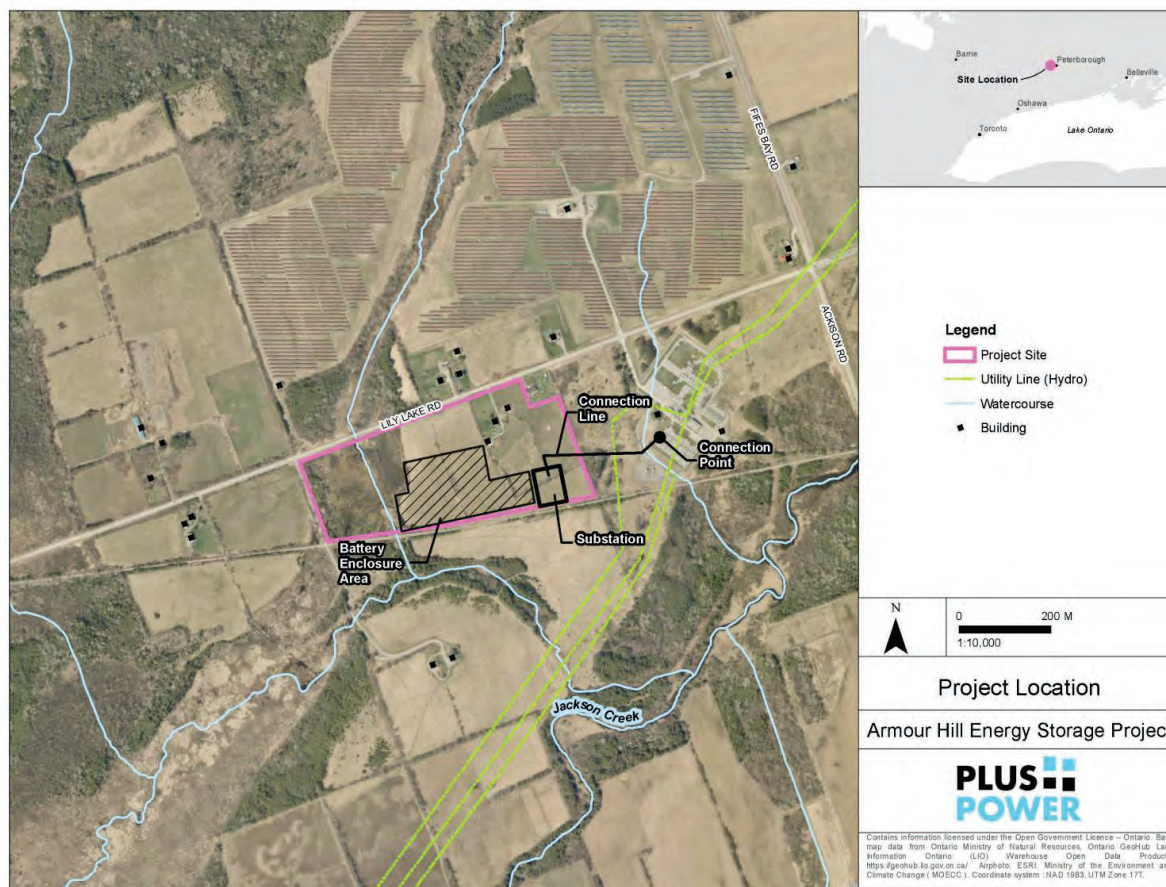 FIFES BAY RD
ACKISON RD
LILY LAKE RD
Connection
Line
Connection
Point
Substation
Battery
Enclosure
Area
Jackson Creek
Barrie
Peterborough
Site Location
Belleville
Oshawa
Toronto
Lake Ontario
Legend
Project Site
Utility Line (Hydro)
Watercourse
Building
N
0 200 M
1:10,000
Project Location
Armour Hill Energy Storage Projec
PLUS
POWER
Contains information licensed under the Open Government Licence – Ontario. Ba
map data from Ontario Ministry of Natural Resources, Ontario GeoHub La
Information Ontario (LIO) Warehouse Open Data Produc
https://geohub.lio.gov.on.ca/ Airphoto: ESRI. Ministry of the Environment an
Climate Change ( MOECC ). Coordinate system : NAD 1983, UTM Zone 17T.